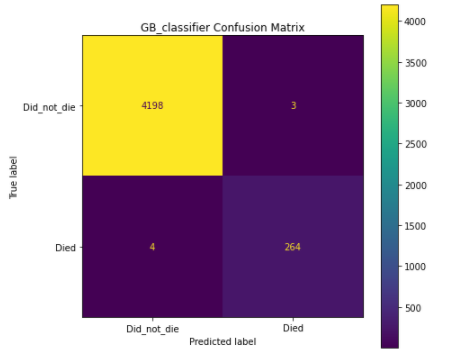 GB_classifier Confusion Matrix
True label
Did_not_die
4198
3
Died
4
264
Did_not_die
Died
Predicted label
4000
3500
3000
2500
2000
1500
1000
500